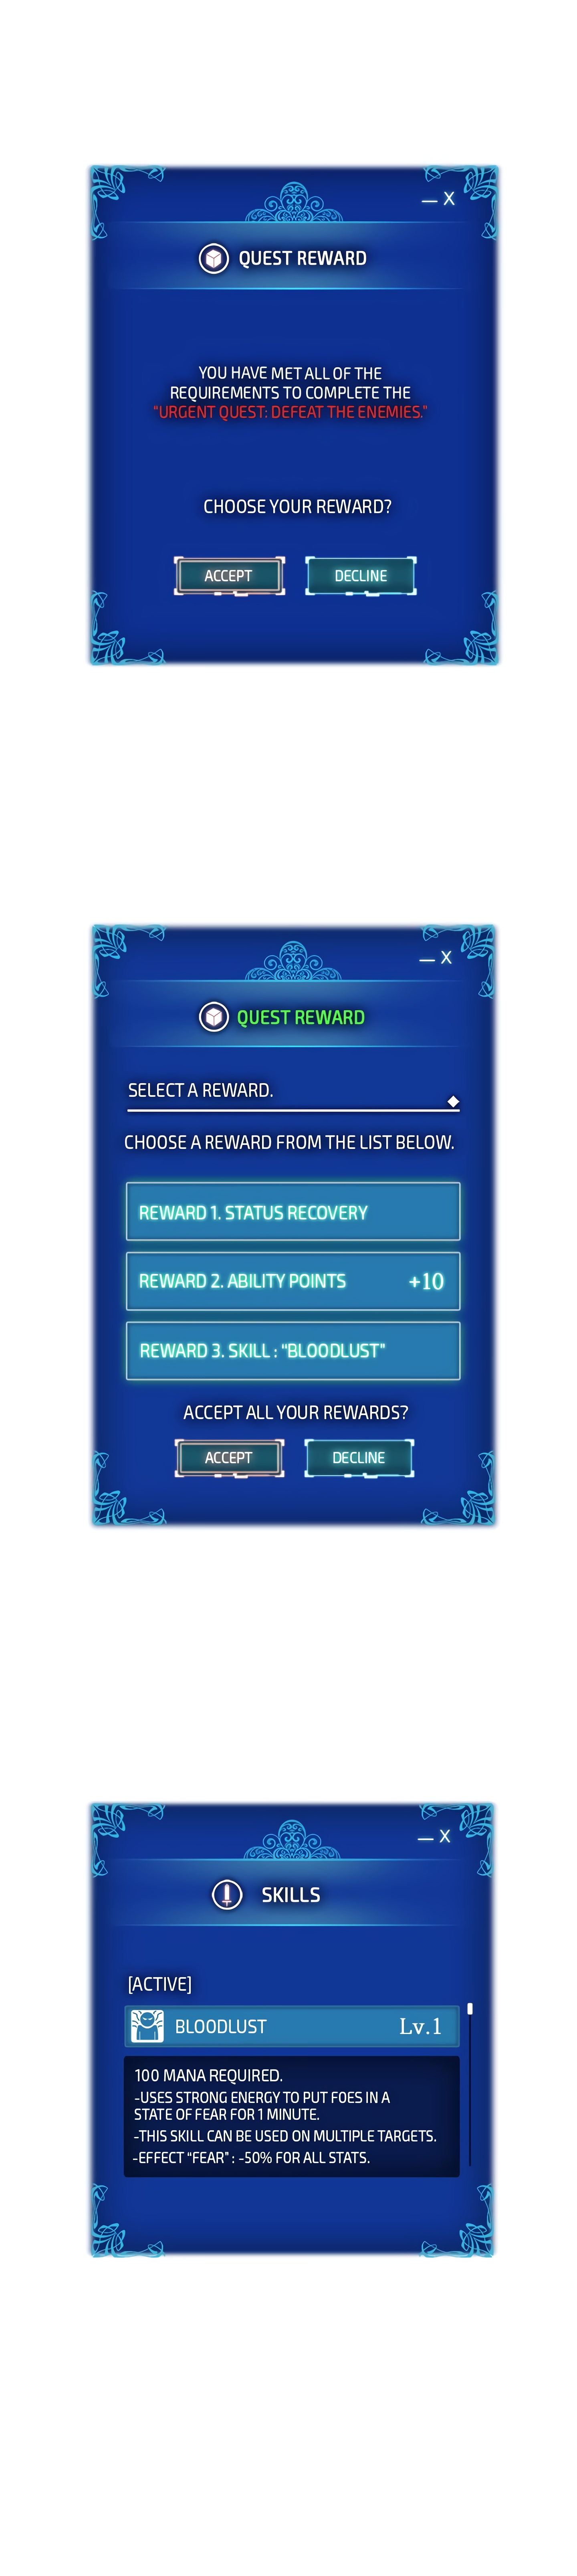 — X
QUEST REWARD
YOU HAVE MET ALL OF THE
REQUIREMENTS TO COMPLETE THE
"URGENT QUEST: DEFEAT THE ENEMIES."
CHOOSE YOUR REWARD?
ACCEPT DECLINE
— X
QUEST REWARD
SELECT A REWARD.
CHOOSE A REWARD FROM THE LIST BELOW.
REWARD 1. STATUS RECOVERY
REWARD 2. ABILITY POINTS +10
REWARD 3. SKILL : "BLOODLUST"
ACCEPT ALL YOUR REWARDS?
ACCEPT DECLINE
— X
SKILLS
[ACTIVE]
BLOODLUST Lv.1
100 MANA REQUIRED.
-USES STRONG ENERGY TO PUT FOES IN A
STATE OF FEAR FOR 1 MINUTE.
-THIS SKILL CAN BE USED ON MULTIPLE TARGETS.
-EFFECT "FEAR" : -50% FOR ALL STATS.